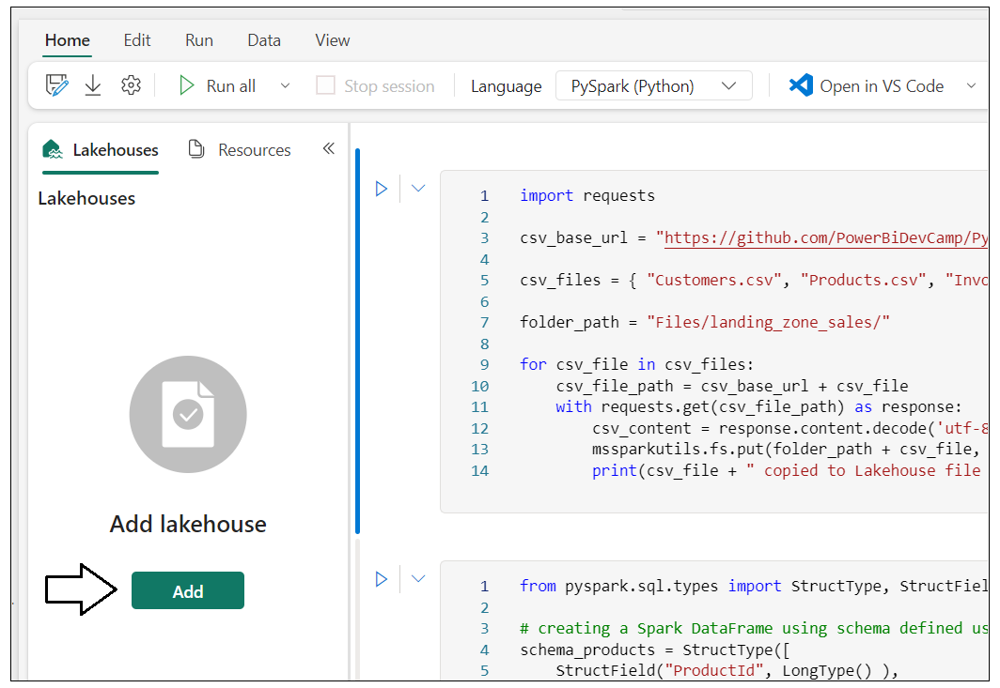 Home Edit Run Data View
Run all Stop session Language PySpark (Python) Open in VS Code
Lakehouses Resources
Lakehouses
Add lakehouse
Add
1 import requests
2
3 csv_base_url = "https://github.com/PowerBiDevCamp/Py
4
5 csv_files = { "Customers.csv", "Products.csv", "Invo
6
7 folder_path = "Files/landing_zone_sales/"
8
9 for csv_file in csv_files:
10 csv_file_path = csv_base_url + csv_file
11 with requests.get(csv_file_path) as response:
12 csv_content = response.content.decode('utf-8
13 mssparkutils.fs.put(folder_path + csv_file,
14 print(csv_file + " copied to Lakehouse file
1 from pyspark.sql.types import StructType, StructFiel
2
3 # creating a Spark DataFrame using schema defined us
4 schema_products = StructType([
5 StructField("ProductId", LongType() ),